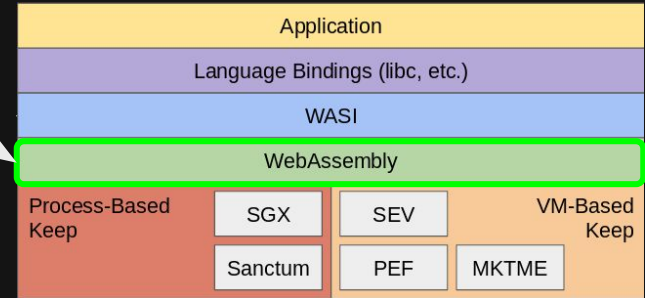 Application
Language Bindings (libc, etc.)
WASI
WebAssembly
Process-Based
Keep
SGX
Sanctum
SEV
PEF
MKTME
VM-Based
Keep